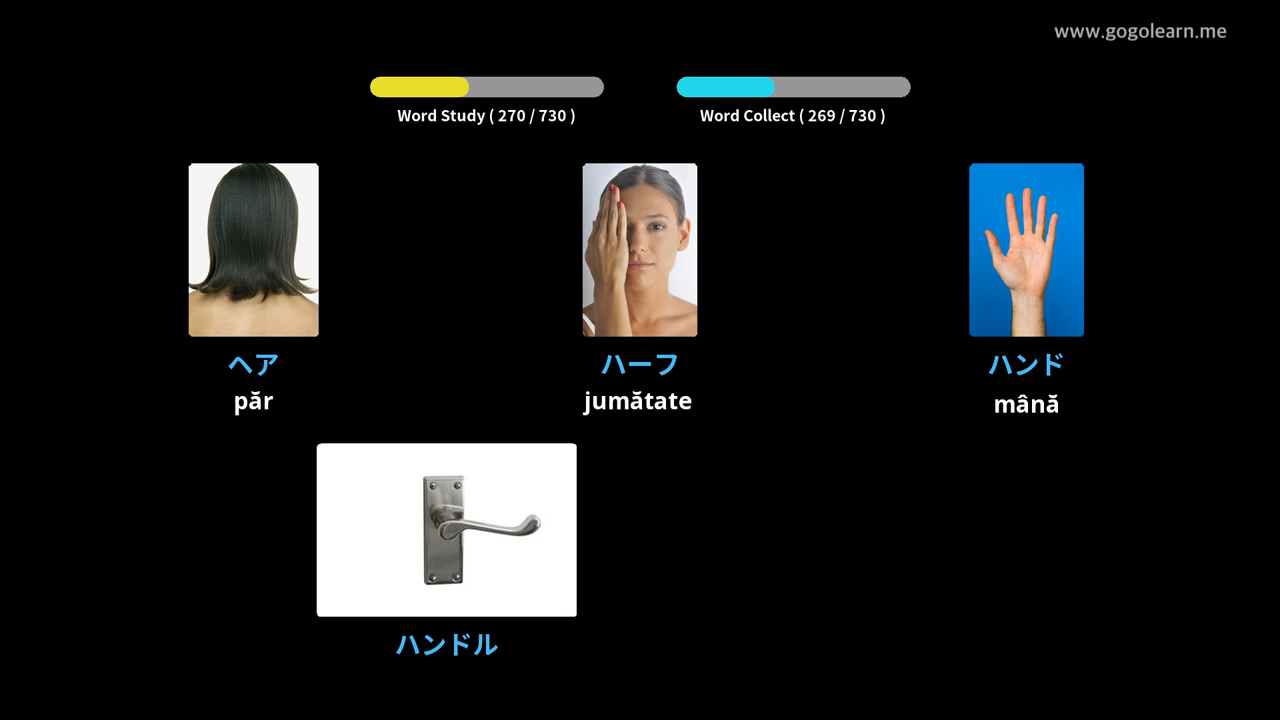 www.gogolearn.me
Word Study ( 270 / 730 )
Word Collect ( 269 / 730 )
ヘア
păr
ハーフ
jumătate
ハンド
mână
ハンドル